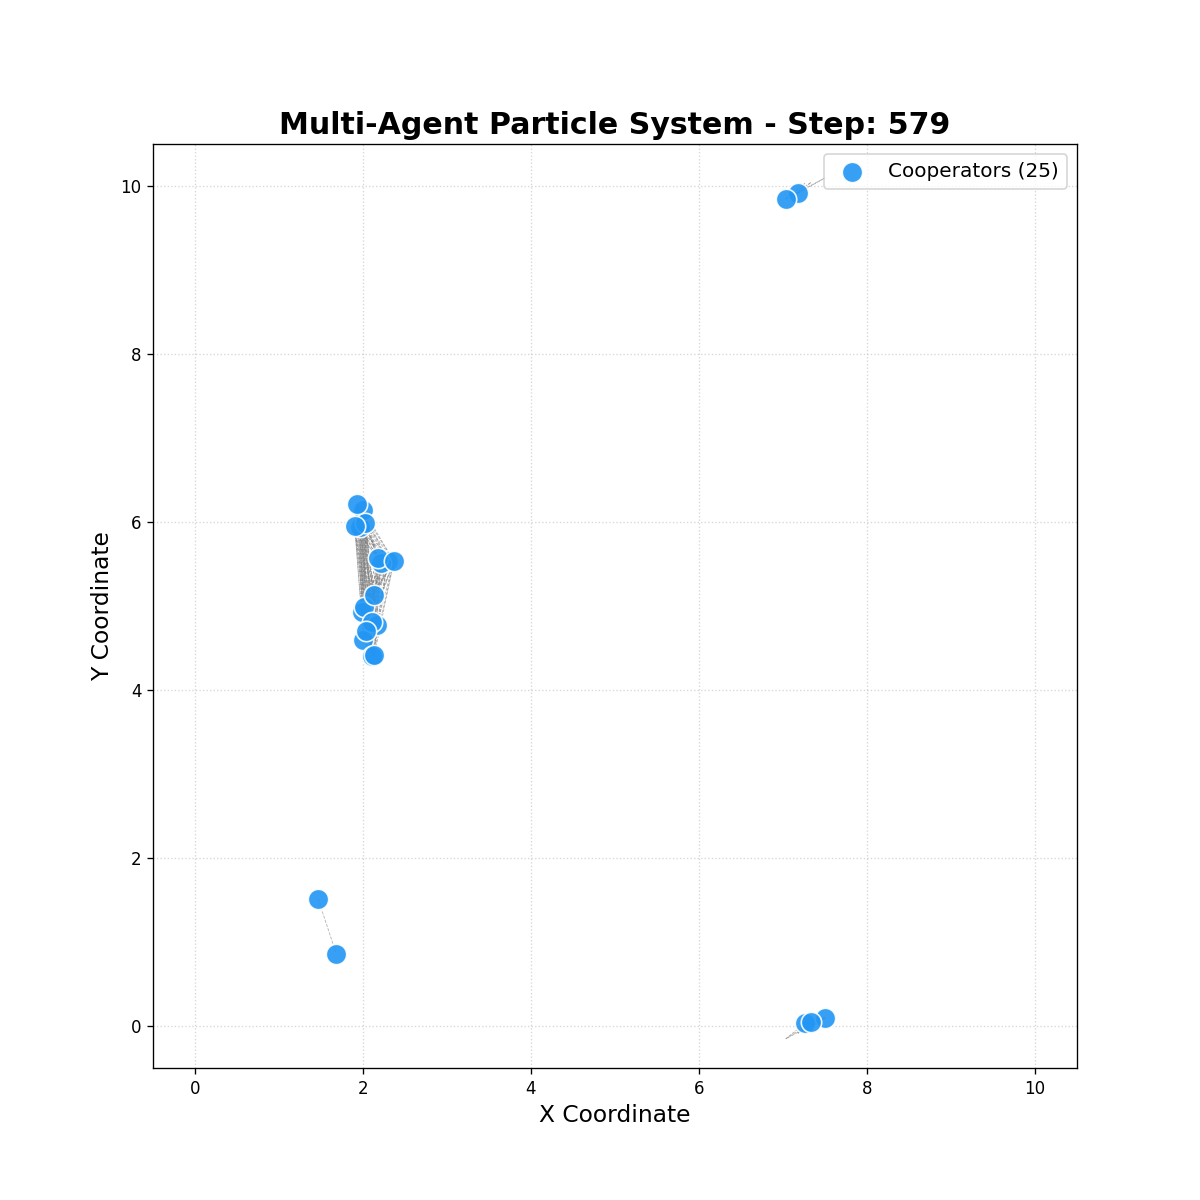 Multi-Agent Particle System - Step: 579
Cooperators (25)
10
8
6
4
2
0
Y Coordinate
0 2 4 6 8 10
X Coordinate